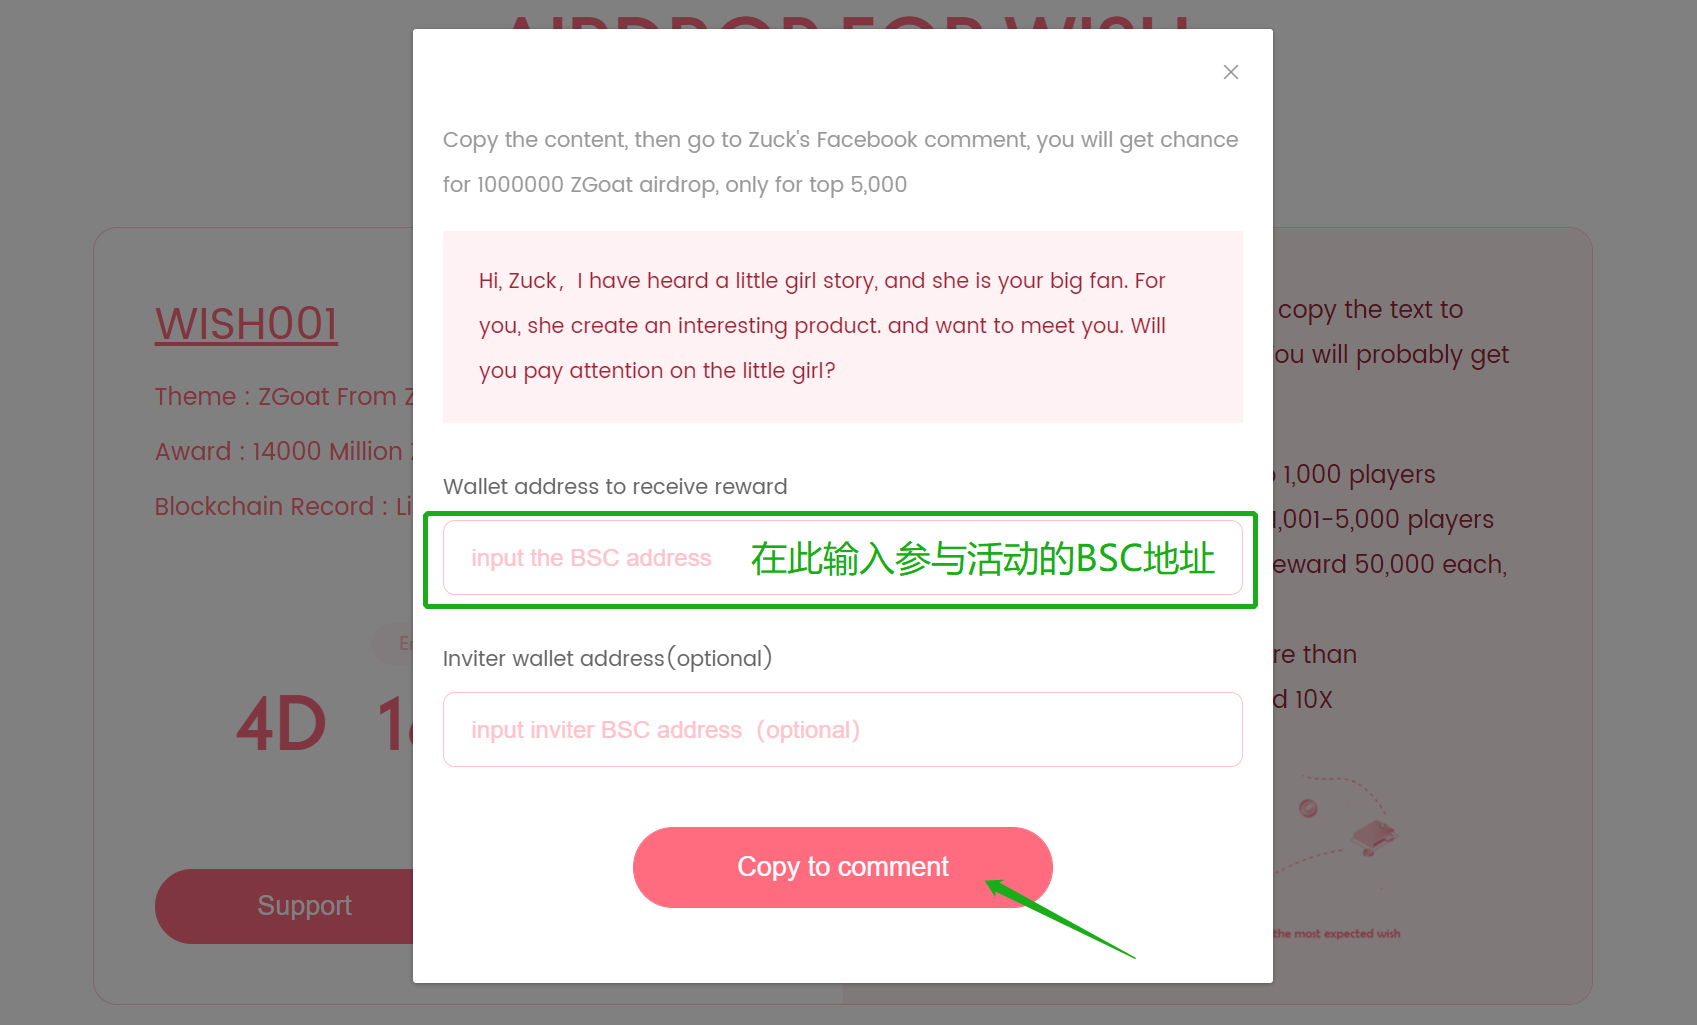 AIRDROP FOR WISH
Copy the content, then go to Zuck's Facebook comment, you will get chance
for 1000000 ZGoat airdrop, only for top 5,000
Hi, Zuck，I have heard a little girl story, and she is your big fan. For
you, she create an interesting product. and want to meet you. Will
you pay attention on the little girl?
Wallet address to receive reward
input the BSC address 在此输入参与活动的BSC地址
Inviter wallet address(optional)
input inviter BSC address（optional）
Copy to comment
WISH001
Theme : ZGoat From
Award : 14000 Million
Blockchain Record : Li
4D
Support
copy the text to
ou will probably get
1,000 players
1,001-5,000 players
eward 50,000 each,
re than
d 10X
the most expected wish